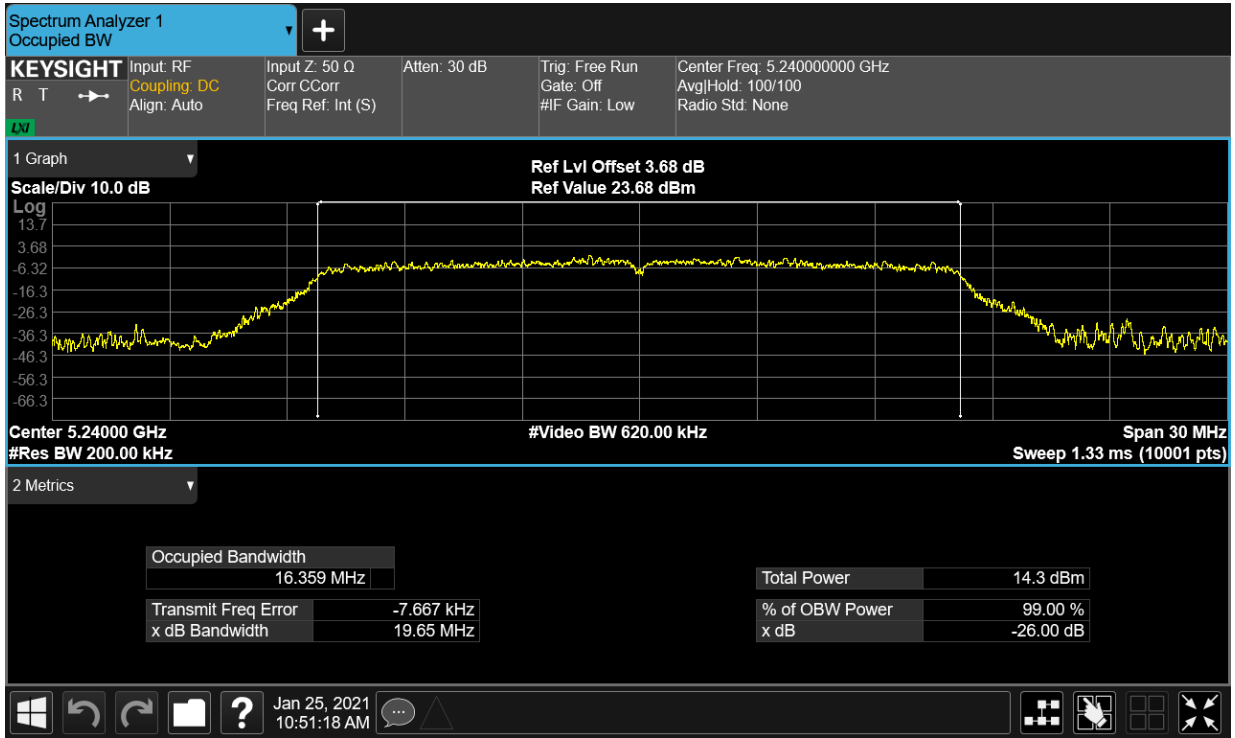 Spectrum Analyzer 1
Occupied BW
KEYSIGHT
R T
LXI
Input: RF
Coupling: DC
Align: Auto
Input Z: 50 Ω
Corr CCorr
Freq Ref: Int (S)
Atten: 30 dB
Trig: Free Run
Gate: Off
#IF Gain: Low
Center Freq: 5.240000000 GHz
Avg|Hold: 100/100
Radio Std: None
1 Graph
Scale/Div 10.0 dB
Ref Lvl Offset 3.68 dB
Ref Value 23.68 dBm
Log
13.7
3.68
-6.32
-16.3
-26.3
-36.3
-46.3
-56.3
-66.3
Center 5.24000 GHz
#Res BW 200.00 kHz
#Video BW 620.00 kHz
Span 30 MHz
Sweep 1.33 ms (10001 pts)
2 Metrics
Occupied Bandwidth
16.359 MHz
Transmit Freq Error -7.667 kHz
x dB Bandwidth 19.65 MHz
Total Power 14.3 dBm
% of OBW Power 99.00 %
x dB -26.00 dB
?
Jan 25, 2021
10:51:18 AM